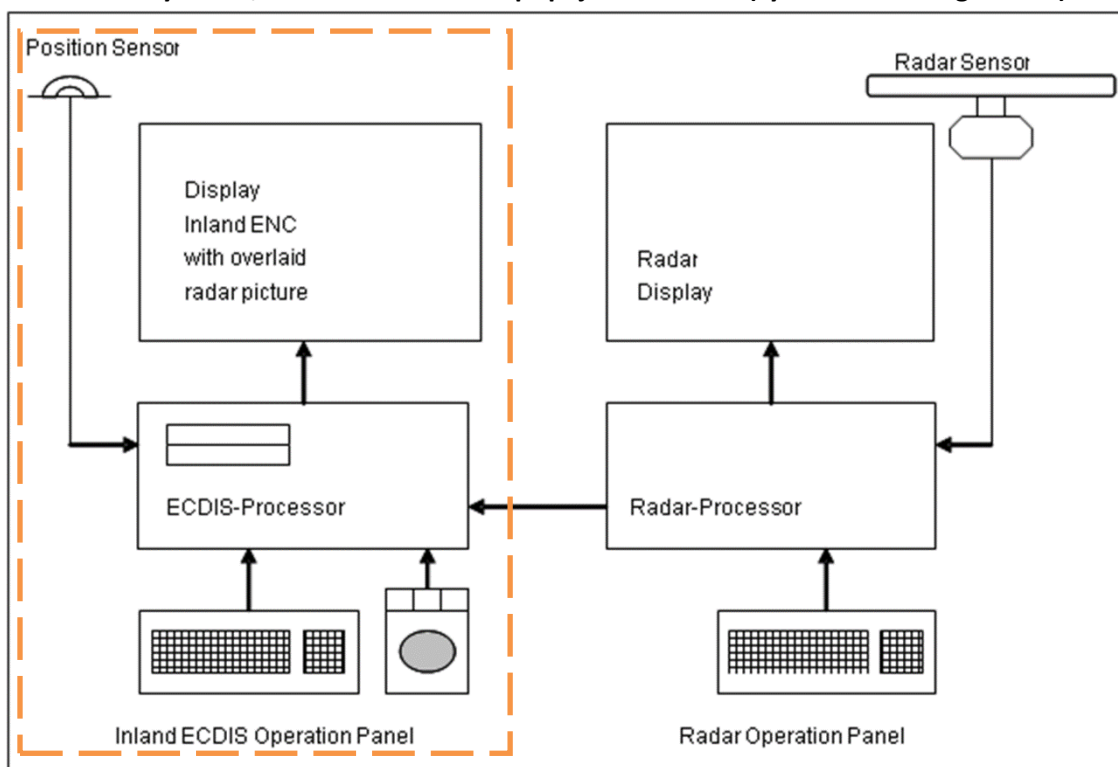 Position Sensor
Radar Sensor
Display
Inland ENC
with overlaid
radar picture
Radar
Display
ECDIS-Processor
Radar-Processor
Inland ECDIS Operation Panel
Radar Operation Panel